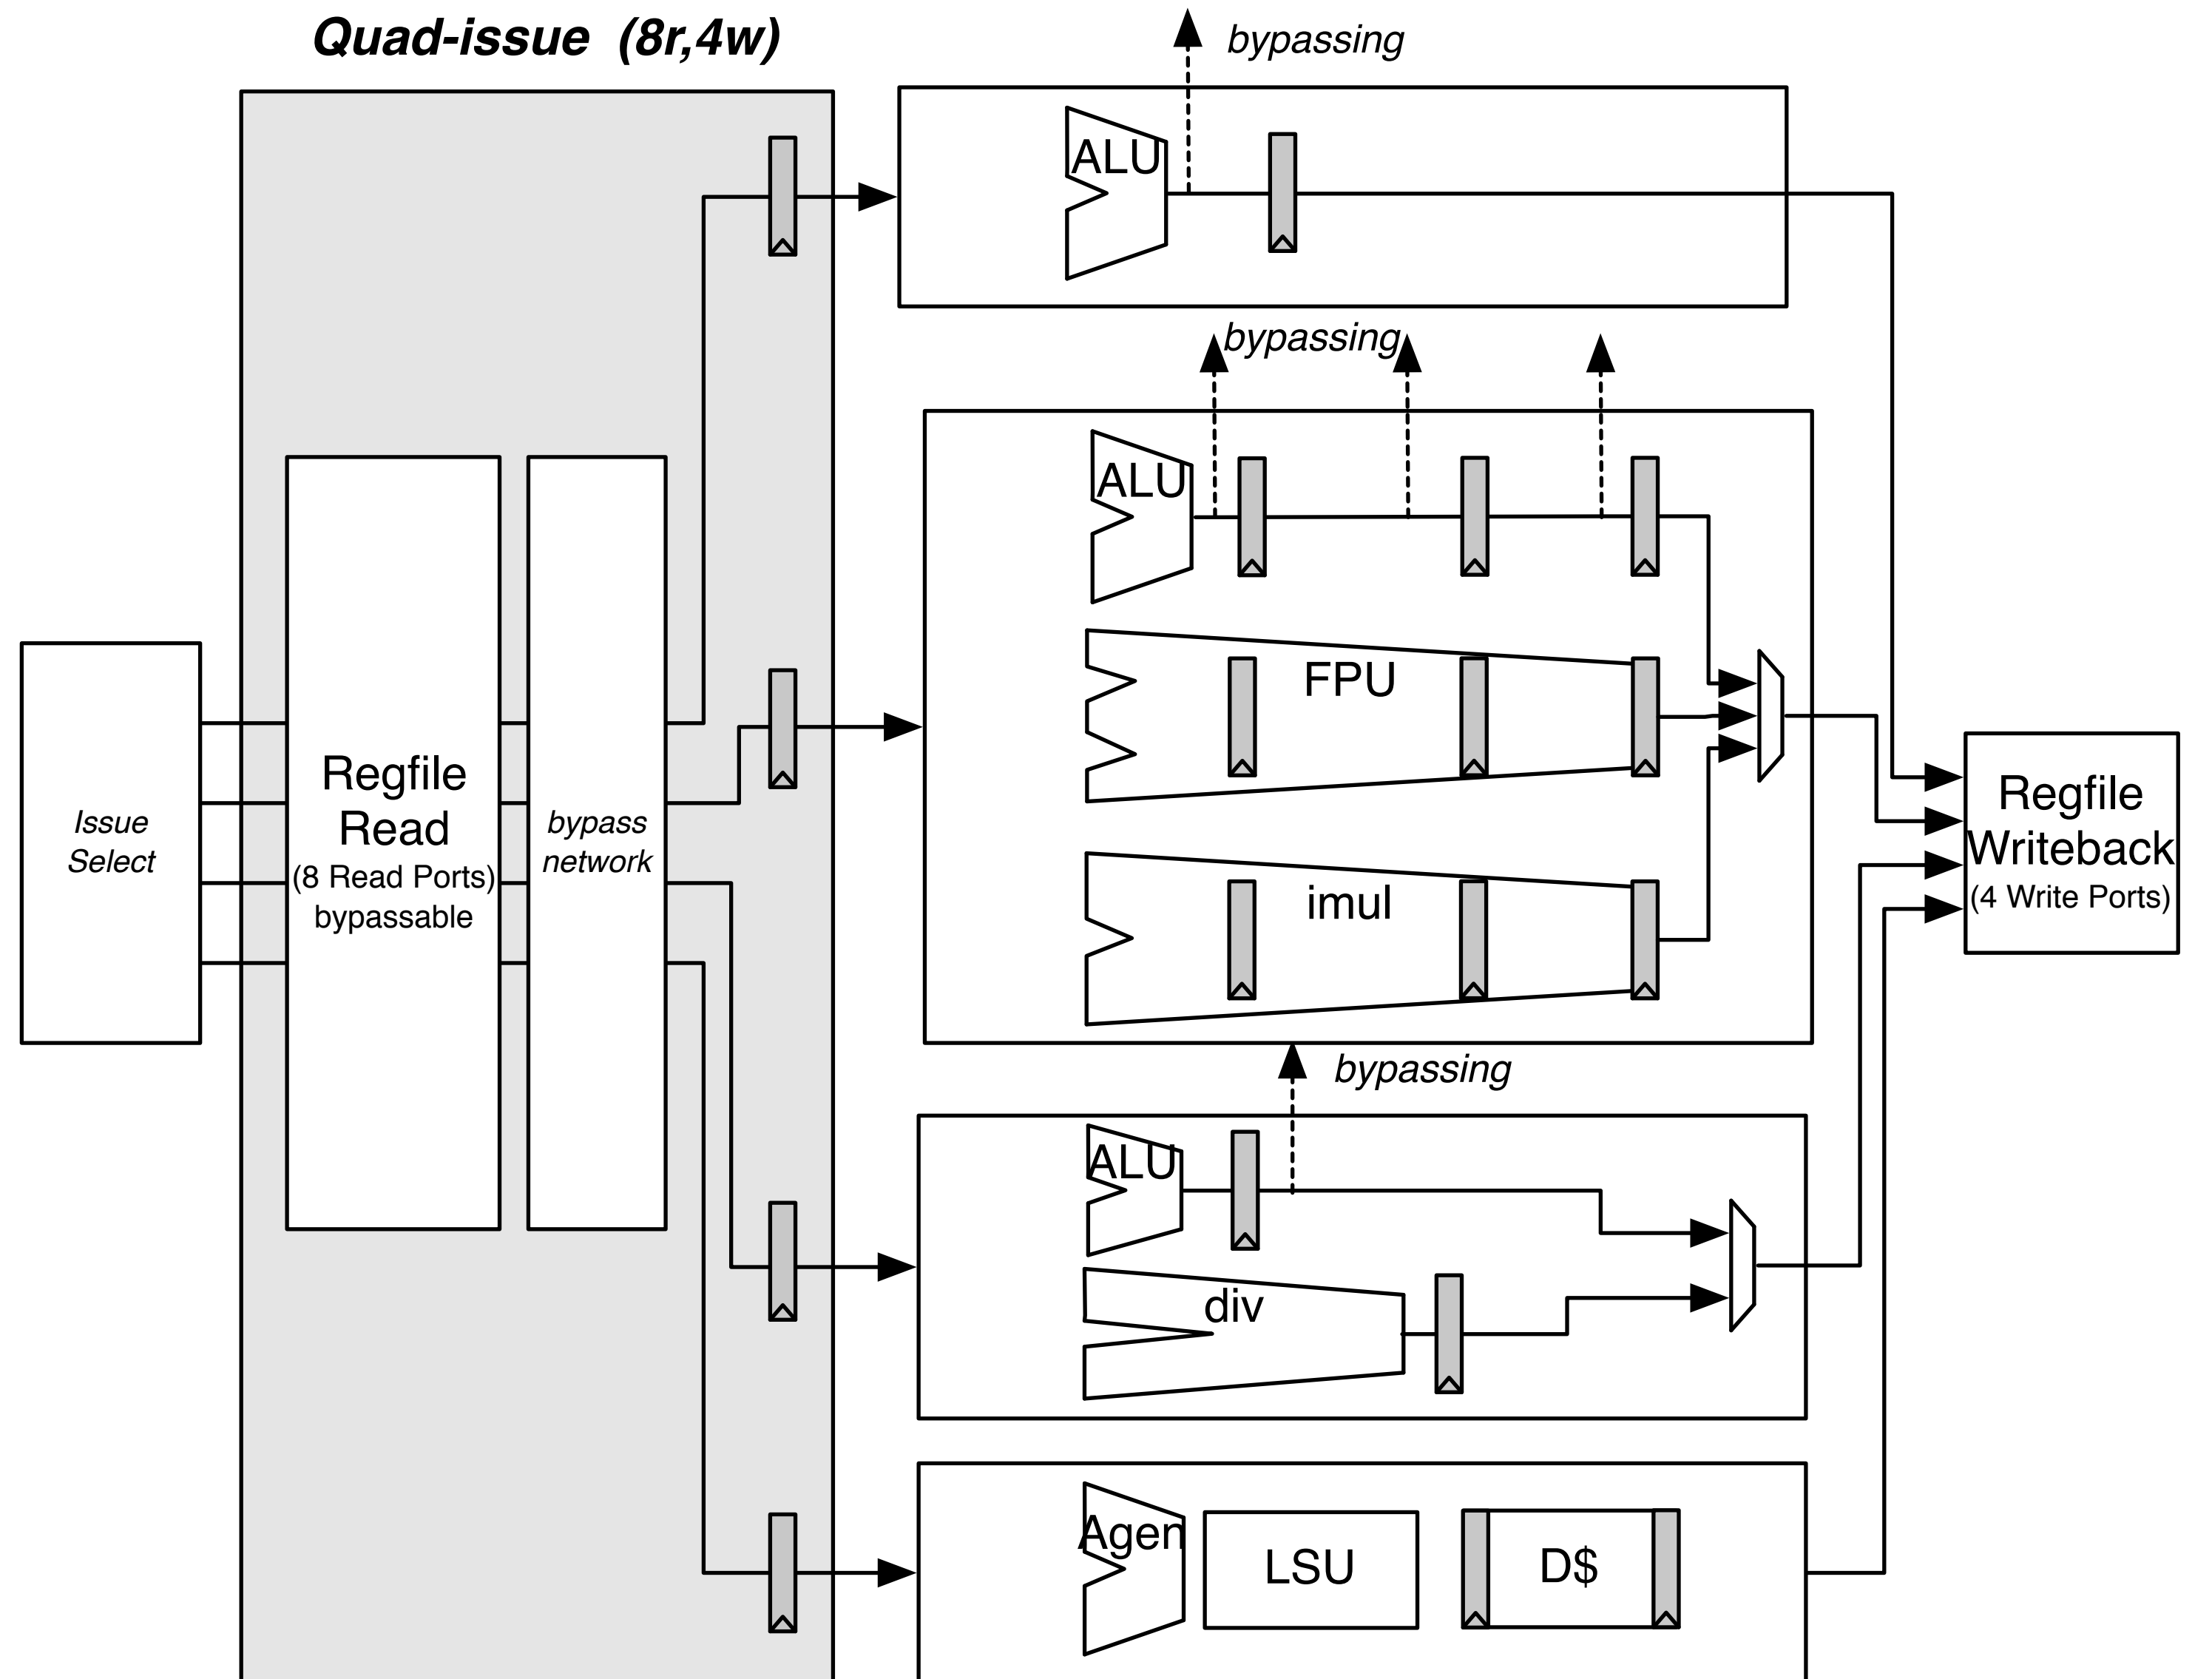 Quad-issue (8r,4w)
bypassing
ALU
bypassing
ALU
FPU
imul
Issue
Select
Regfile
Read
(8 Read Ports)
bypassable
bypass
network
Regfile
Writeback
(4 Write Ports)
bypassing
ALU
div
Agen
LSU
D$